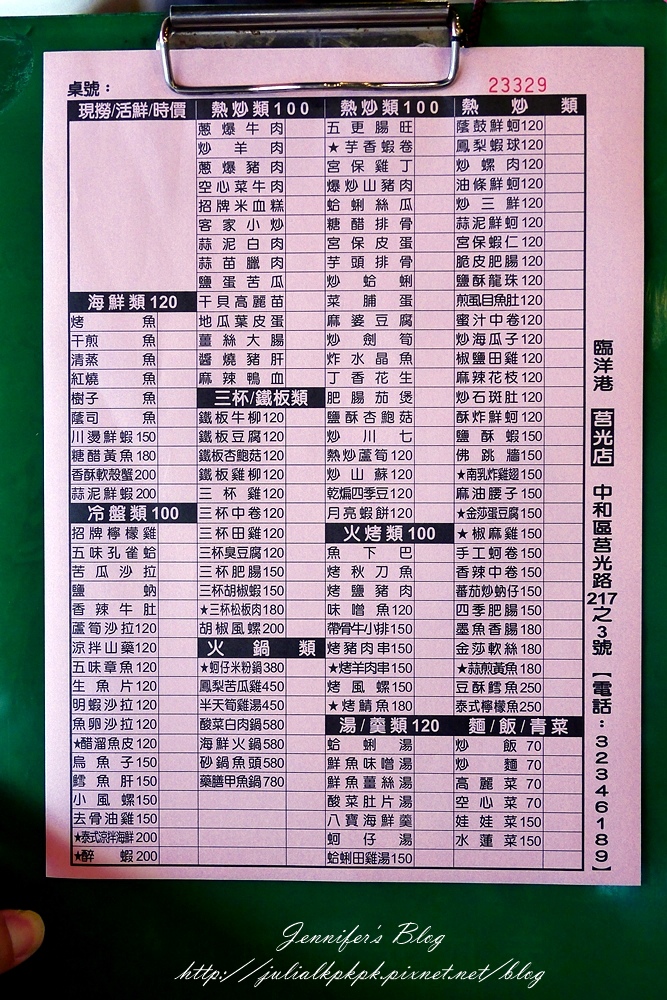 桌號：
23329
現撈/活鮮/時價
海鮮類120
烤魚
干煎魚
清蒸魚
紅燒魚
樹子魚
蔭司魚
川燙鮮蝦150
糖醋黃魚180
香酥軟殼蟹200
蒜泥鮮蝦200
冷盤類100
招牌檸檬雞
五味孔雀蛤
苦瓜沙拉
鹽蚋
香辣牛肚
蘆筍沙拉120
涼拌山藥120
五味章魚120
生魚片120
明蝦沙拉120
魚卵沙拉120
★醋溜魚皮120
烏魚子150
鱈魚肝150
小風螺150
去骨油雞150
★泰式涼拌海鮮200
★醉蝦200
熱炒類100
蔥爆牛肉
炒羊肉
蔥爆豬肉
空心菜牛肉
招牌米血糕
客家小炒
蒜泥白肉
蒜苗臘肉
鹽蛋苦瓜
干貝高麗苗
地瓜葉皮蛋
薑絲大腸
醬燒豬肝
麻辣鴨血
三杯/鐵板類
鐵板牛柳120
鐵板豆腐120
鐵板杏鮑菇120
鐵板雞柳120
三杯雞120
三杯中卷120
三杯田雞120
三杯臭豆腐120
三杯肥腸150
三杯胡椒蝦150
★三杯松板肉180
胡椒風螺200
火鍋類
★蚵仔米粉鍋380
鳳梨苦瓜雞450
半天筍雞湯450
酸菜白肉鍋580
海鮮火鍋580
砂鍋魚頭580
藥膳甲魚鍋780
熱炒類100
五更腸旺
★芋香蝦卷
宮保雞丁
爆炒山豬肉
蛤蜊絲瓜
糖醋排骨
宮保皮蛋
芋頭排骨
炒蛤蜊
菜脯蛋
麻婆豆腐
炒劍筍
炸水晶魚
丁香花生
肥腸茄煲
鹽酥杏鮑菇
炒川七
熱炒蘆筍120
炒山蘇120
乾煸四季豆120
月亮蝦餅120
火烤類100
魚下巴
烤秋刀魚
烤鹽豬肉
味噌魚120
帶骨牛小排150
烤豬肉串150
★烤羊肉串150
烤風螺150
★烤鯖魚180
湯/羹類120
蛤蜊湯
鮮魚味噌湯
鮮魚薑絲湯
酸菜肚片湯
八寶海鮮羹
蚵仔湯
蛤蜊田雞湯150
熱炒類
蔭鼓鮮蚵120
鳳梨蝦球120
炒螺肉120
油條鮮蚵120
炒三鮮120
蒜泥鮮蚵120
宮保蝦仁120
脆皮肥腸120
鹽酥龍珠120
煎虱目魚肚120
蜜汁中卷120
炒海瓜子120
椒鹽田雞120
麻辣花枝120
炒石斑肚120
酥炸鮮蚵120
鹽酥蝦150
佛跳牆150
★南乳炸雞翅150
麻油腰子150
★金莎蛋豆腐150
★椒麻雞150
手工蚵卷150
香辣中卷150
蕃茄炒蚋仔150
四季肥腸150
墨魚香腸180
金莎軟絲180
★蒜煎黃魚180
豆酥鱈魚250
泰式檸檬魚250
麵/飯/青菜
炒飯70
炒麵70
高麗菜70
空心菜70
娃娃菜150
水蓮菜150
臨洋港 莒光店 中和區莒光路217之3號【電話：32346189】
Jennifer's Blog
http://julialkpkpk.pixnet.net/blog